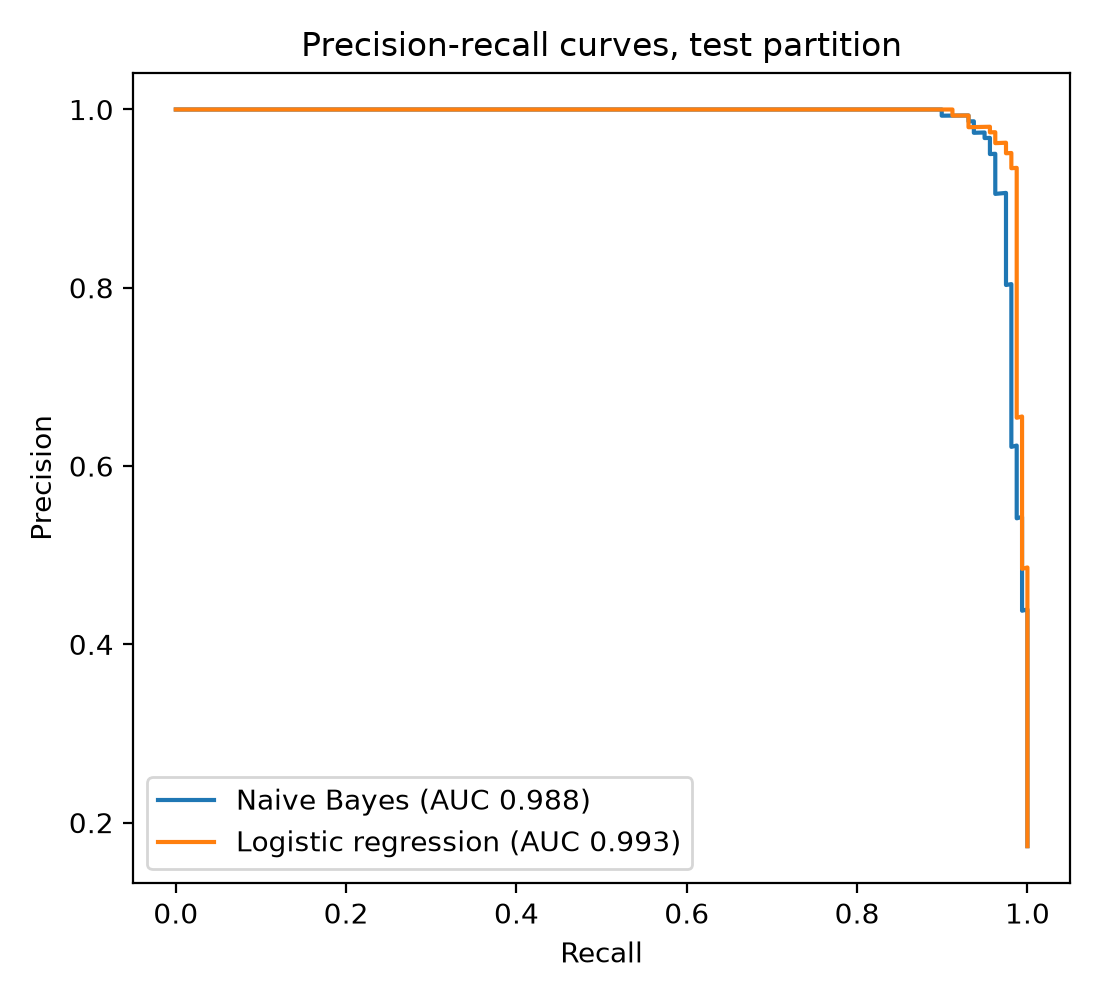 Precision-recall curves, test partition
Precision
1.0
0.8
0.6
0.4
0.2
Naive Bayes (AUC 0.988)
Logistic regression (AUC 0.993)
0.0 0.2 0.4 0.6 0.8 1.0
Recall